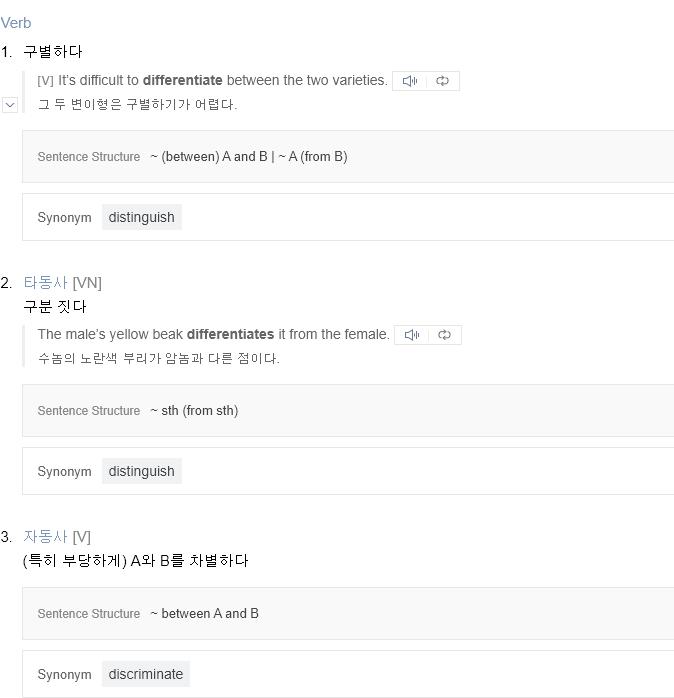 Verb
1. 구별하다
[V] It's difficult to differentiate between the two varieties.
그 두 변이형은 구별하기가 어렵다.
Sentence Structure ~ (between) A and B | ~ A (from B)
Synonym distinguish
2. 타동사 [VN]
구분 짓다
The male's yellow beak differentiates it from the female.
수놈의 노란색 부리가 암놈과 다른 점이다.
Sentence Structure ~ sth (from sth)
Synonym distinguish
3. 자동사 [V]
(특히 부당하게) A와 B를 차별하다
Sentence Structure ~ between A and B
Synonym discriminate